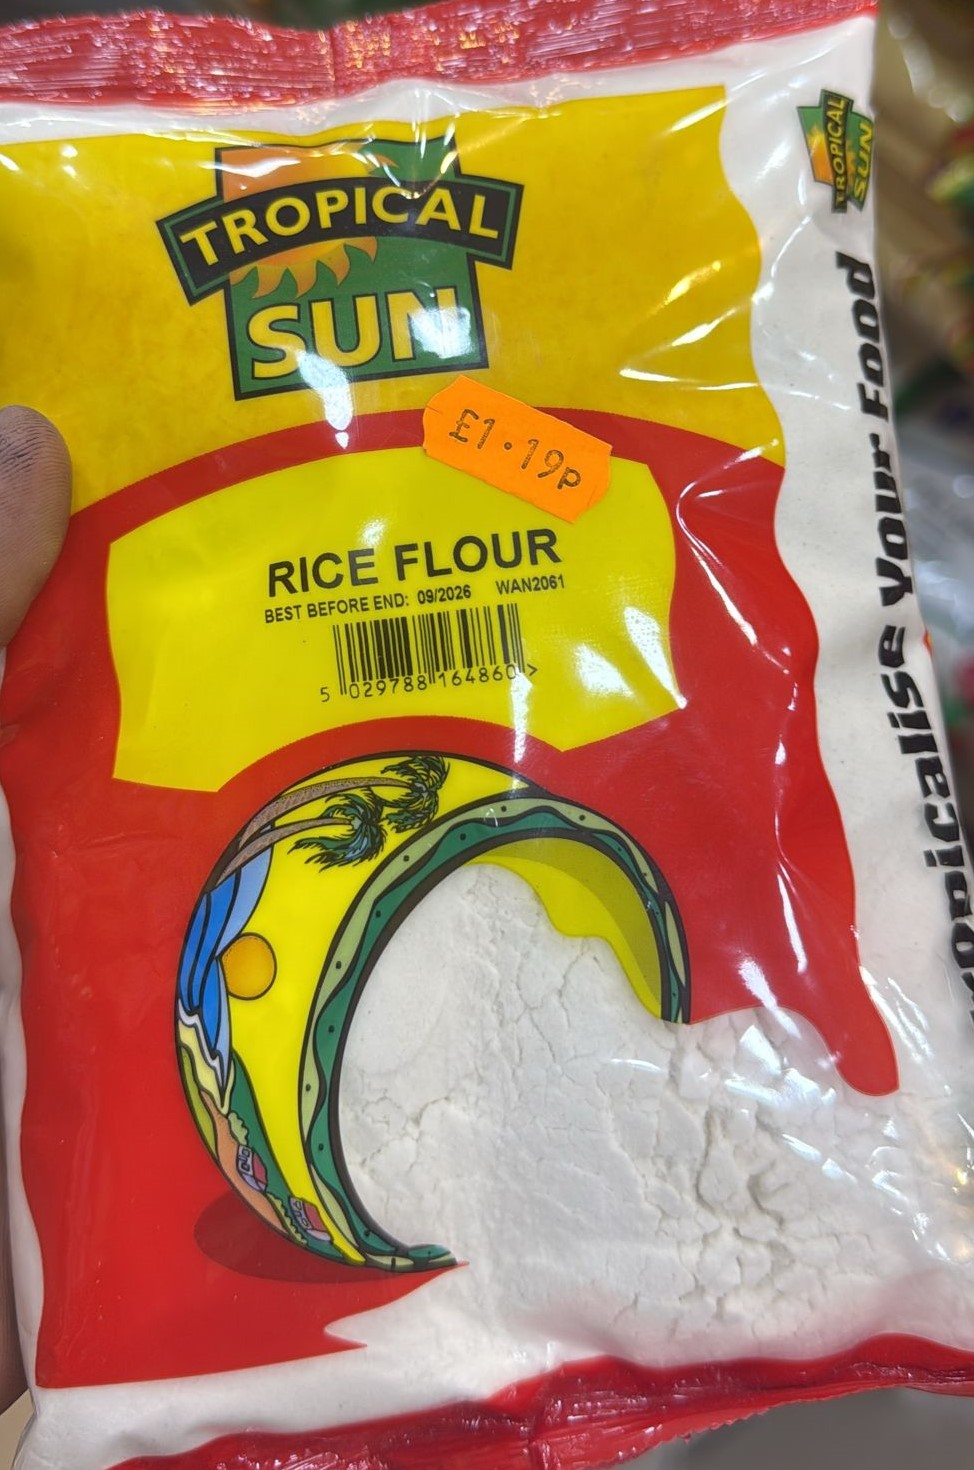 TROPICAL
SUN
£1.19p
RICE FLOUR
BEST BEFORE END: 09/2026 WAN2061
5 029788 164860 >
TROPICAL
SUN
Your Food